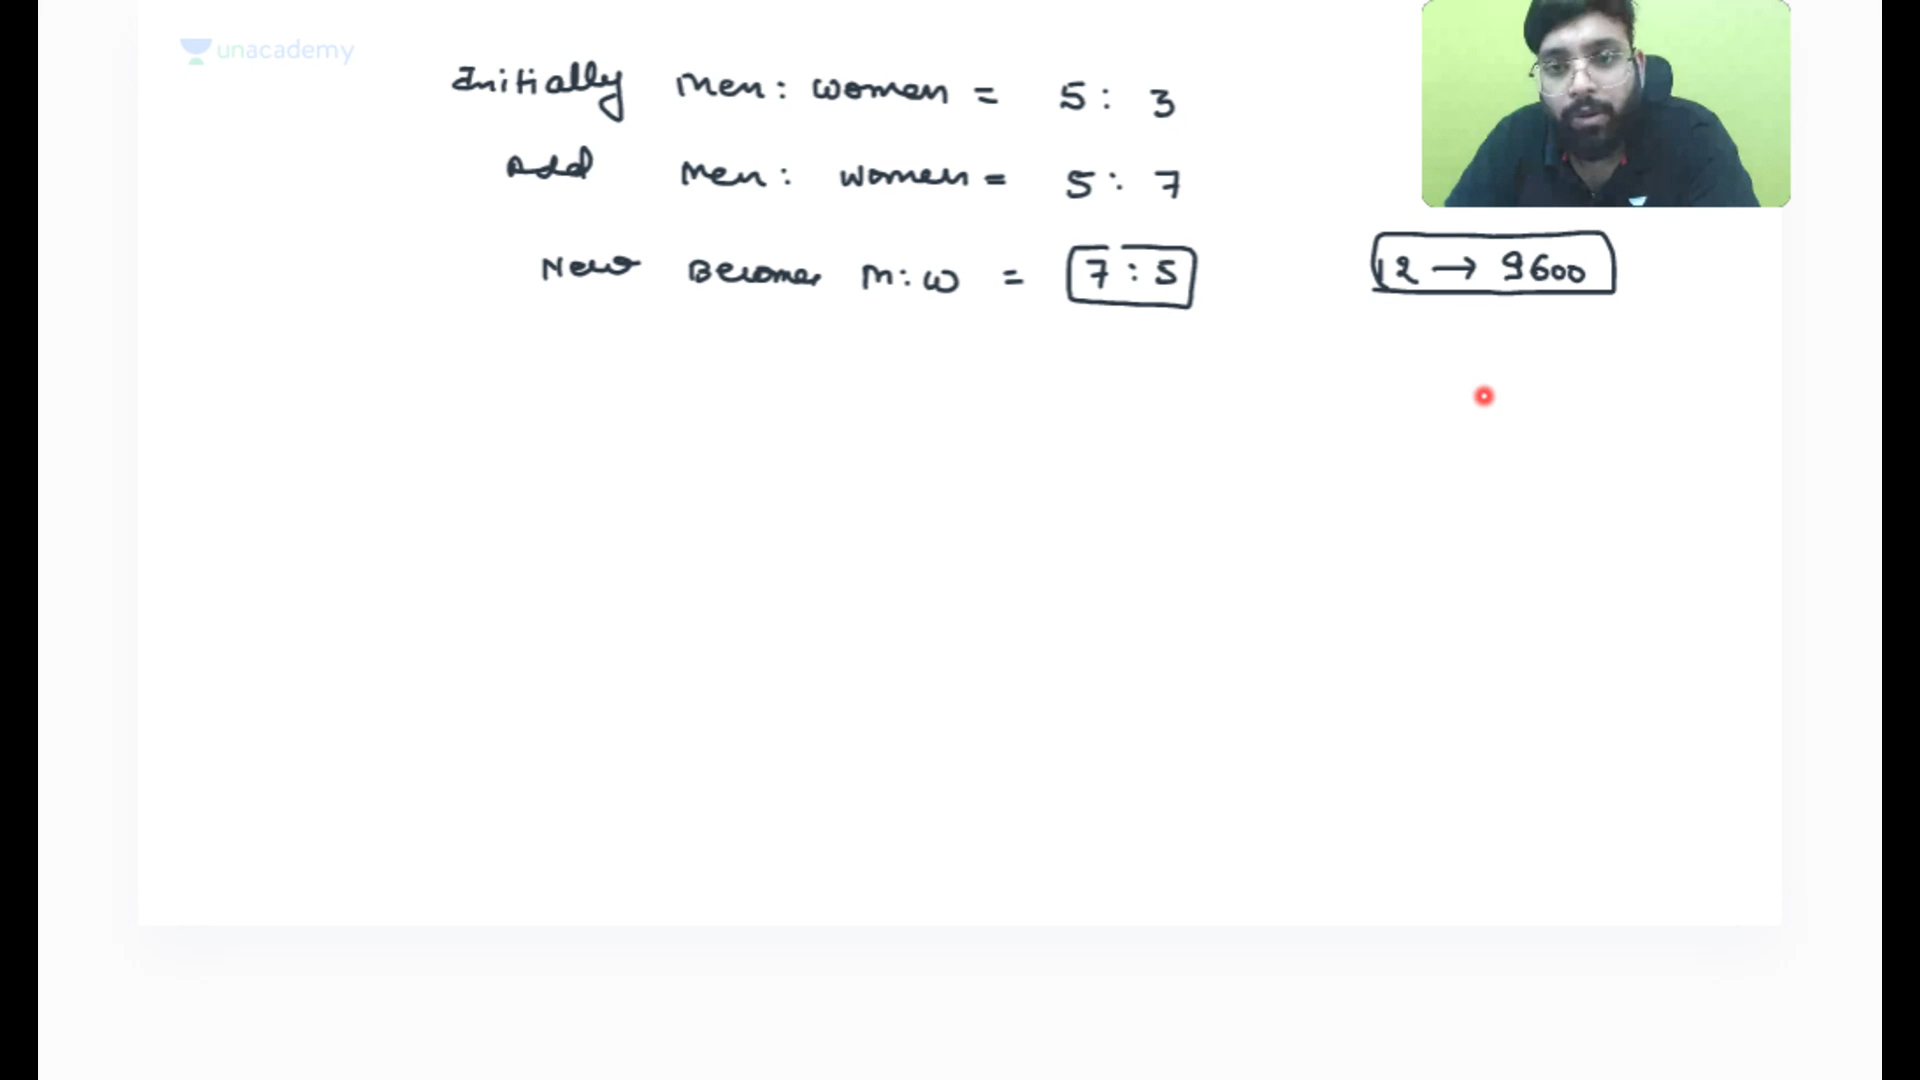 unacademy
Initially Men: women = 5: 3
Add Men: women = 5: 7
New Becomes M:W = 7:5
12 → 9600